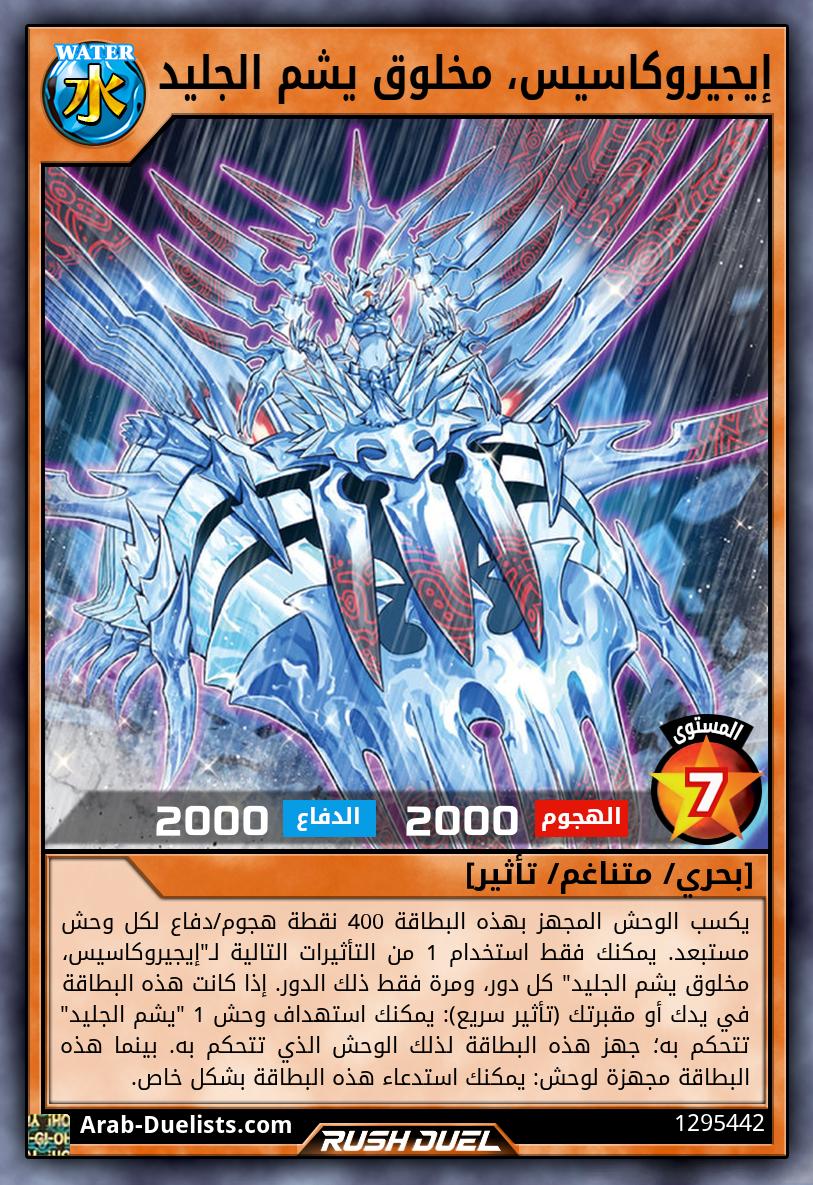 WATER
水
إيجيروكاسيس، مخلوق يشم الجليد
المستوى
7
الهجوم 2000 الدفاع 2000
[بحري/ متناغم/ تأثير]
يكسب الوحش المجهز بهذه البطاقة 400 نقطة هجوم/دفاع لكل وحش
مستبعد. يمكنك فقط استخدام 1 من التأثيرات التالية لـ"إيجيروكاسيس،
مخلوق يشم الجليد" كل دور، ومرة فقط ذلك الدور. إذا كانت هذه البطاقة
في يدك أو مقبرتك (تأثير سريع): يمكنك استهداف وحش 1 "يشم الجليد"
تتحكم به؛ جهز هذه البطاقة لذلك الوحش الذي تتحكم به. بينما هذه
البطاقة مجهزة لوحش: يمكنك استدعاء هذه البطاقة بشكل خاص.
Arab-Duelists.com
RUSH DUEL
1295442